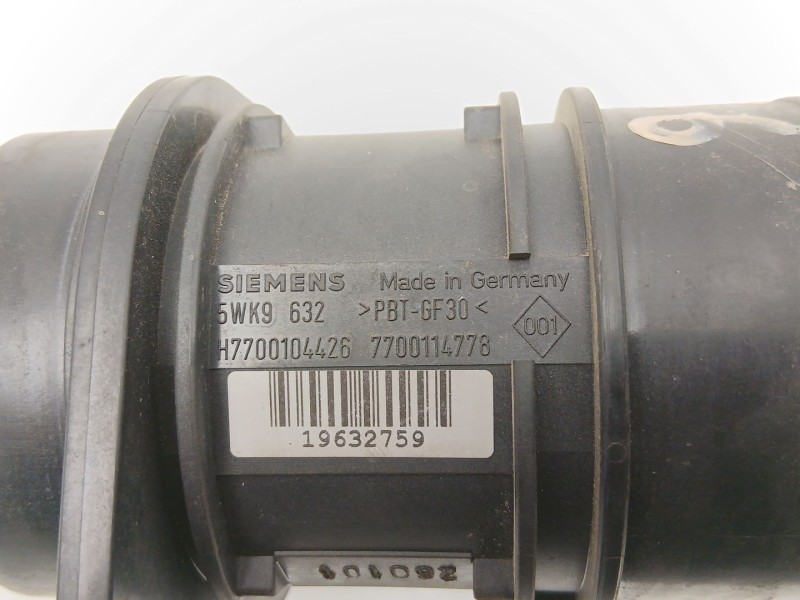 SIEMENS Made in Germany
5WK9 632 >PBT-GF30< 001
H7700104426 7700114778
19632759